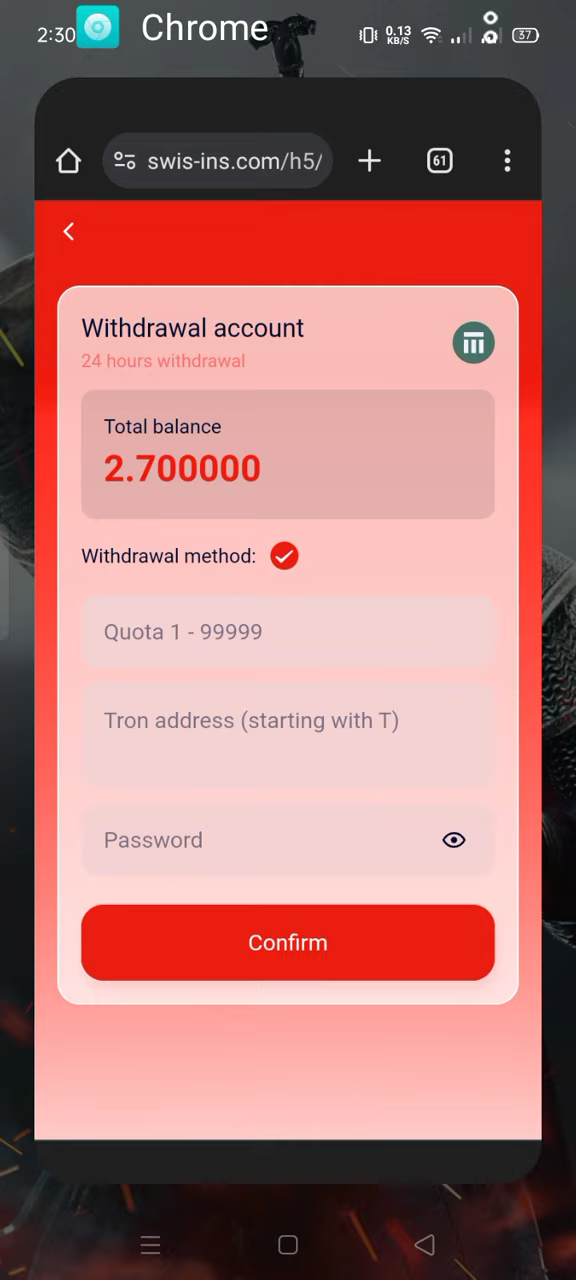 2:30
Chrome
0.13
KB/S
37
swis-ins.com/h5/
61
Withdrawal account
24 hours withdrawal
Total balance
2.700000
Withdrawal method:
Quota 1 - 99999
Tron address (starting with T)
Password
Confirm